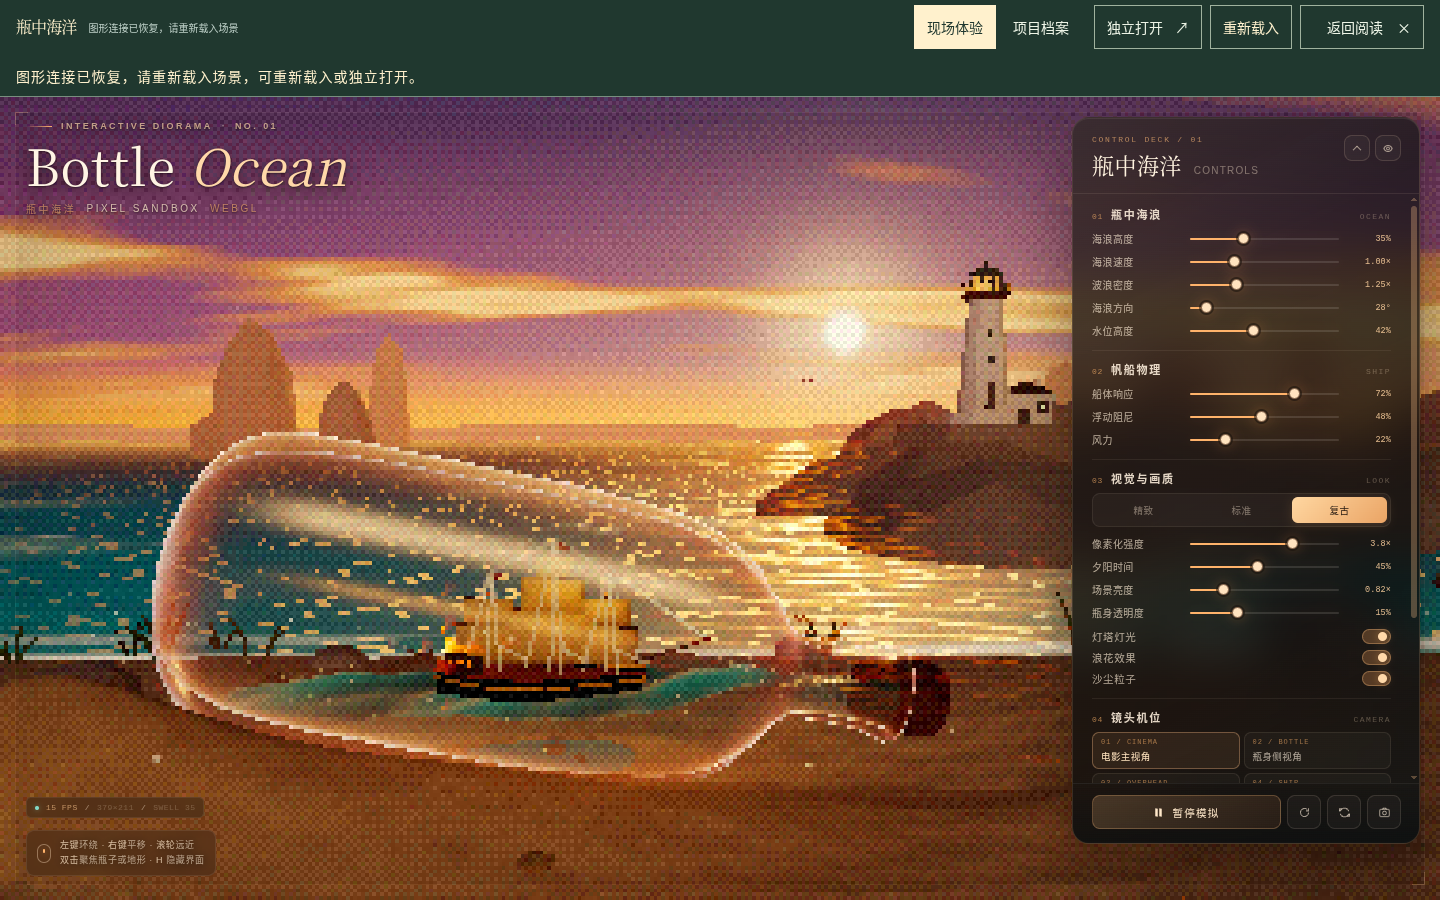 瓶中海洋 图形连接已恢复，请重新载入场景
现场体验 项目档案 独立打开 ↗ 重新载入 返回阅读 ×
图形连接已恢复，请重新载入场景，可重新载入或独立打开。
INTERACTIVE DIORAMA · NO. 01
Bottle Ocean
瓶中海洋 PIXEL SANDBOX WEBGL
CONTROL DECK / 01
瓶中海洋 CONTROLS
01 瓶中海浪 OCEAN
海浪高度 35%
海浪速度 1.00×
波浪密度 1.25×
海浪方向 28°
水位高度 42%
02 帆船物理 SHIP
船体响应 72%
浮动阻尼 48%
风力 22%
03 视觉与画质 LOOK
精致 标准 复古
像素化强度 3.8×
夕阳时间 45%
场景亮度 0.82×
瓶身透明度 15%
灯塔灯光
浪花效果
沙尘粒子
04 镜头机位 CAMERA
01 / CINEMA 02 / BOTTLE
电影主视角 瓶身侧视角
03 / OVERHEAD 04 / SHIP
暂停模拟
15 FPS / 379×211 / SWELL 35
左键环绕 · 右键平移 · 滚轮远近
双击聚焦瓶子或地形 · H 隐藏界面